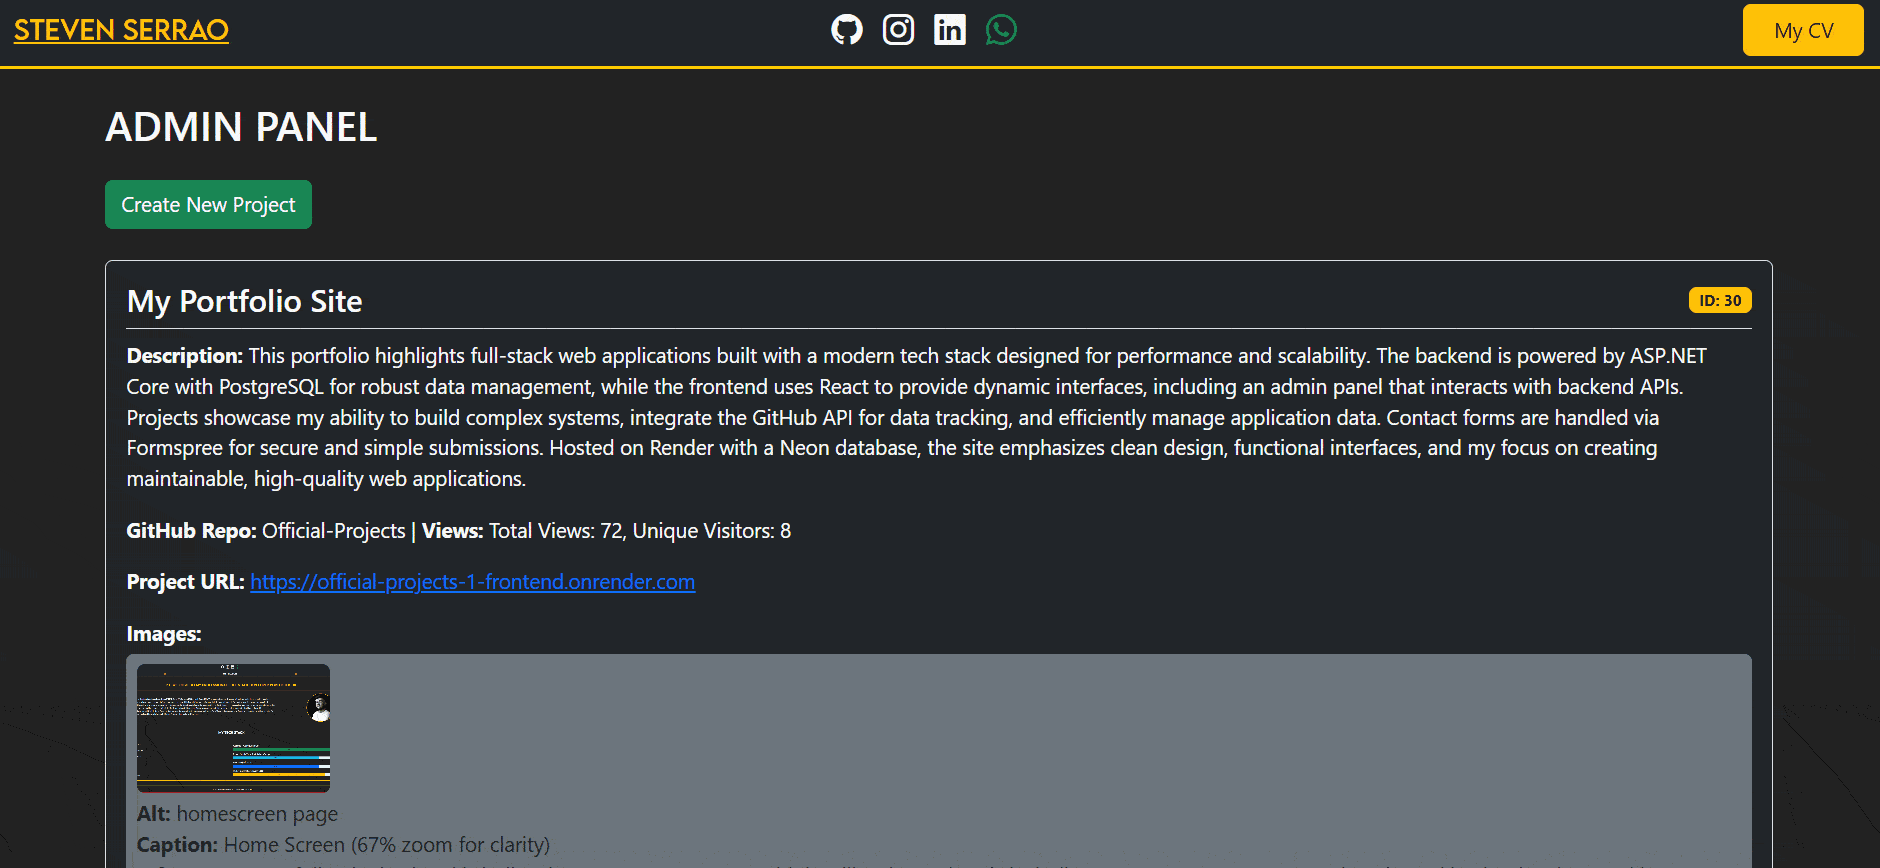 STEVEN SERRAO
My CV
ADMIN PANEL
Create New Project
My Portfolio Site
ID: 30
Description: This portfolio highlights full-stack web applications built with a modern tech stack designed for performance and scalability. The backend is powered by ASP.NET
Core with PostgreSQL for robust data management, while the frontend uses React to provide dynamic interfaces, including an admin panel that interacts with backend APIs.
Projects showcase my ability to build complex systems, integrate the GitHub API for data tracking, and efficiently manage application data. Contact forms are handled via
Formspree for secure and simple submissions. Hosted on Render with a Neon database, the site emphasizes clean design, functional interfaces, and my focus on creating
maintainable, high-quality web applications.
GitHub Repo: Official-Projects | Views: Total Views: 72, Unique Visitors: 8
Project URL: https://official-projects-1-frontend.onrender.com
Images:
Alt: homescreen page
Caption: Home Screen (67% zoom for clarity)